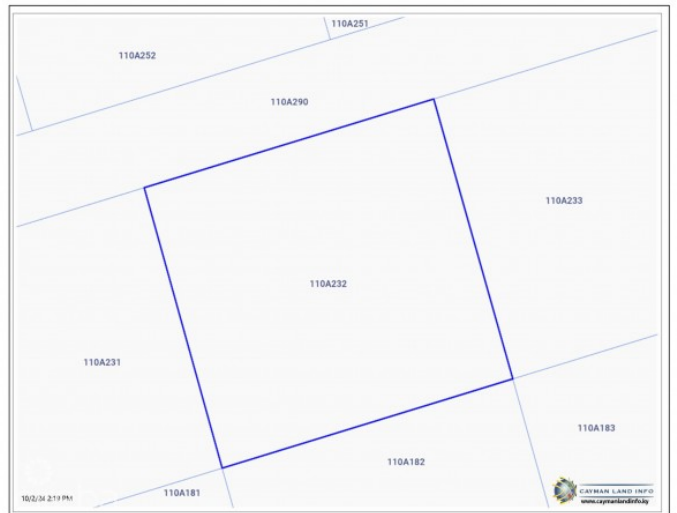 110A251
110A252
110A290
110A233
110A232
110A231
110A183
110A182
110A181
10/2/24 2:19 PM
CAYMAN LAND INFO
www.caymanlandinfo.ky